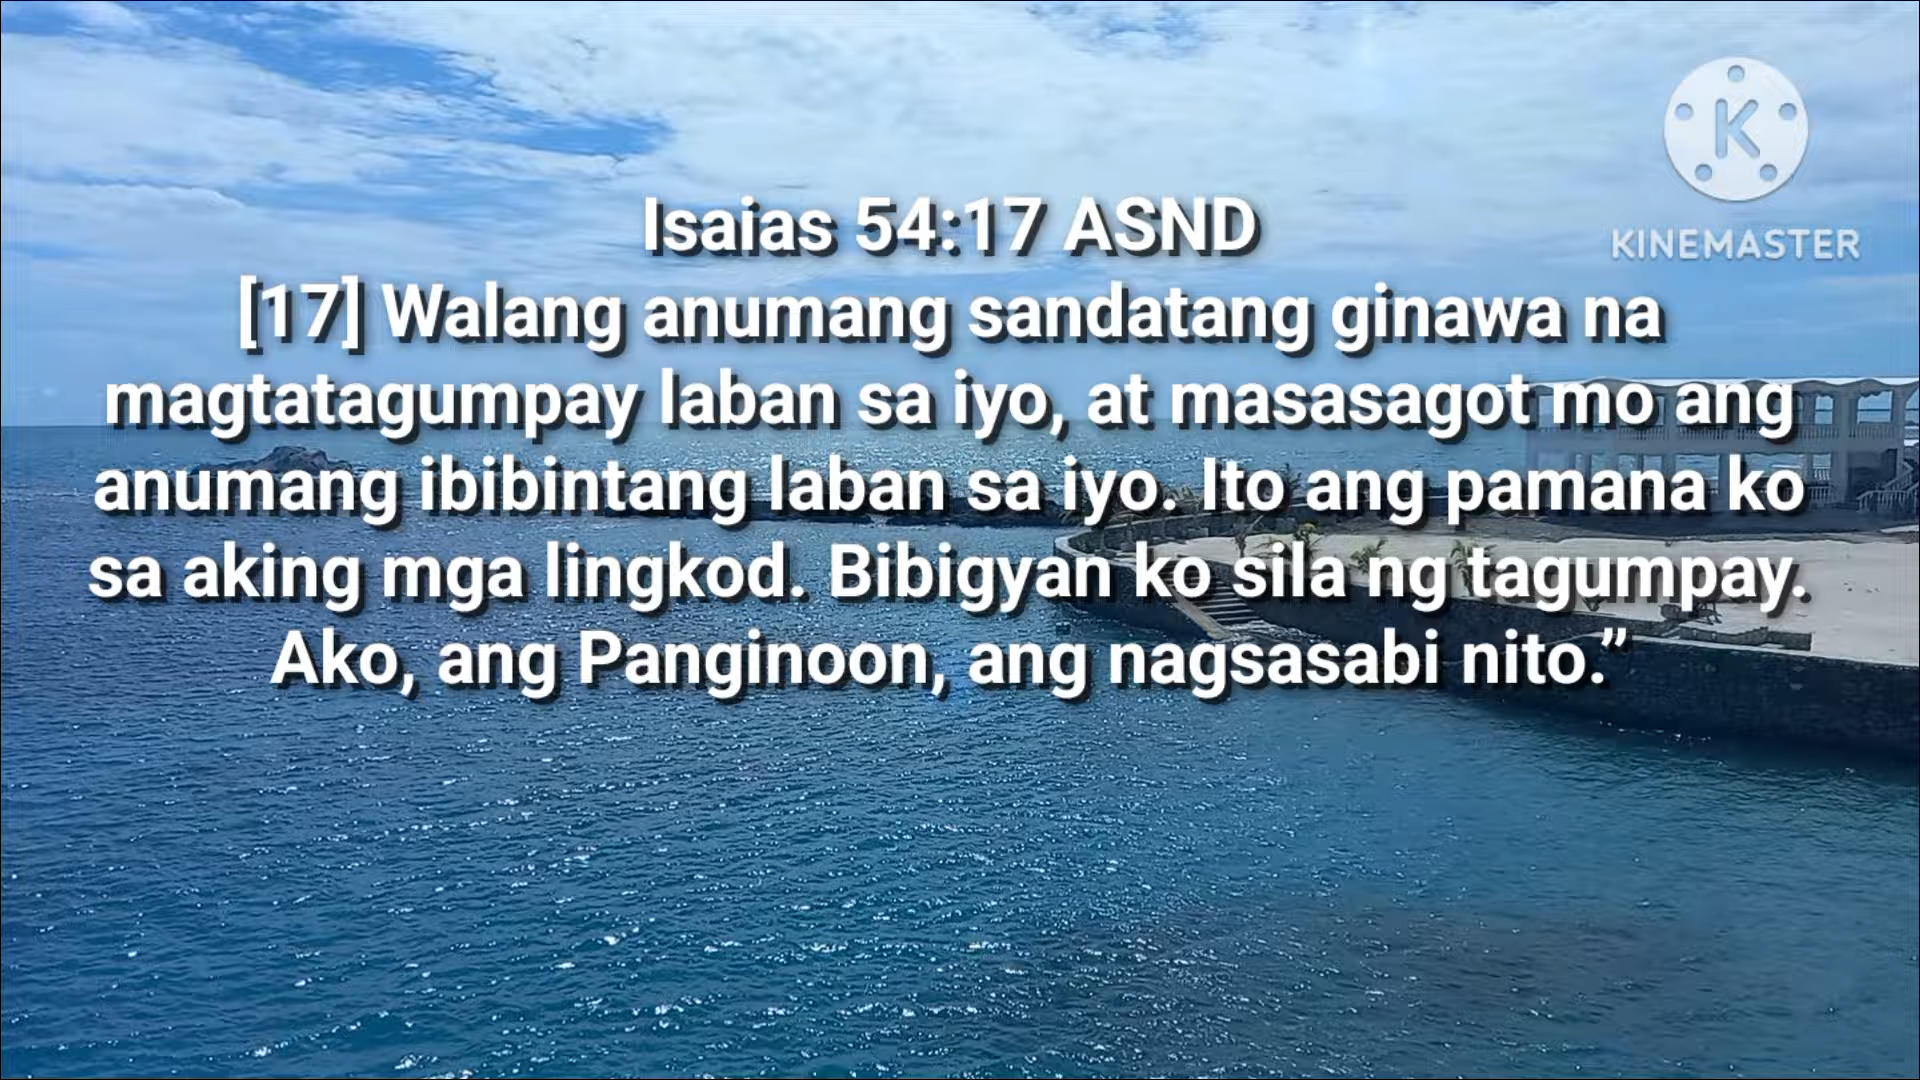 Isaias 54:17 ASND
[17] Walang anumang sandatang ginawa na
magtatagumpay laban sa iyo, at masasagot mo ang
anumang ibibintang laban sa iyo. Ito ang pamana ko
sa aking mga lingkod. Bibigyan ko sila ng tagumpay.
Ako, ang Panginoon, ang nagsasabi nito.”
K
KINEMASTER